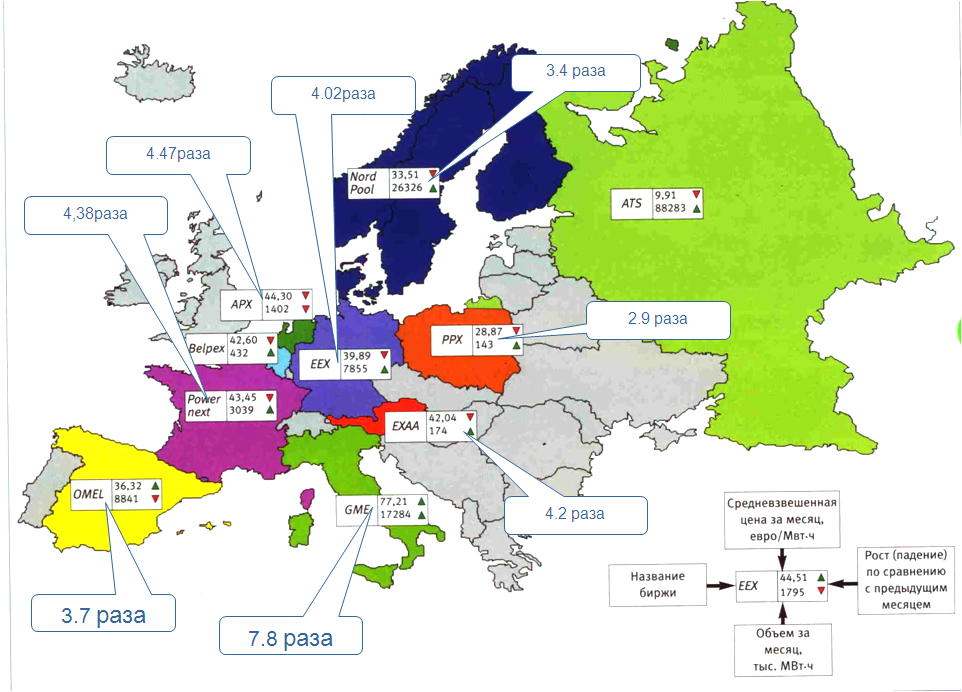 3.4 раза
4.02раза
4.47раза
4,38раза
Nord
Pool
33,51
26326
ATS
9,91
88283
APX
44,30
1402
2.9 раза
Belpex
42,60
432
EEX
39,89
7855
PPX
28,87
143
Power
next
43,45
3039
EXAA
42,04
174
OMEL
36,32
8841
GME
77,21
17284
4.2 раза
3.7 раза
7.8 раза
Средневзвешенная
цена за месяц,
евро/Мвт·ч
Название
биржи
EEX
44,51
1795
Рост (падение)
по сравнению
с предыдущим
месяцем
Объем за
месяц,
тыс. МВт·ч